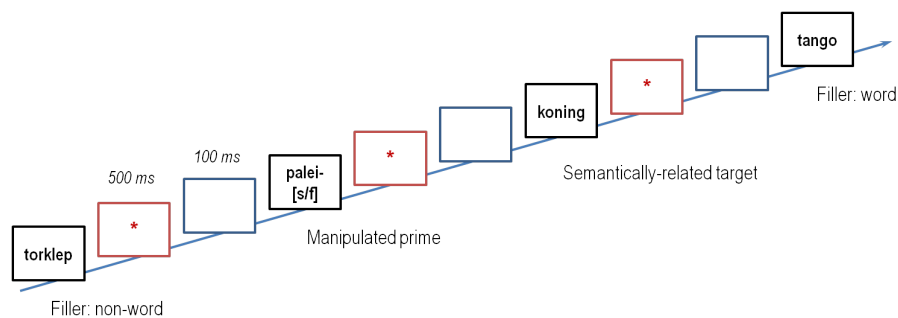 tango
*
Filler: word
koning
*
100 ms
palei-
[s/f]
Semantically-related target
500 ms
*
Manipulated prime
torklep
Filler: non-word